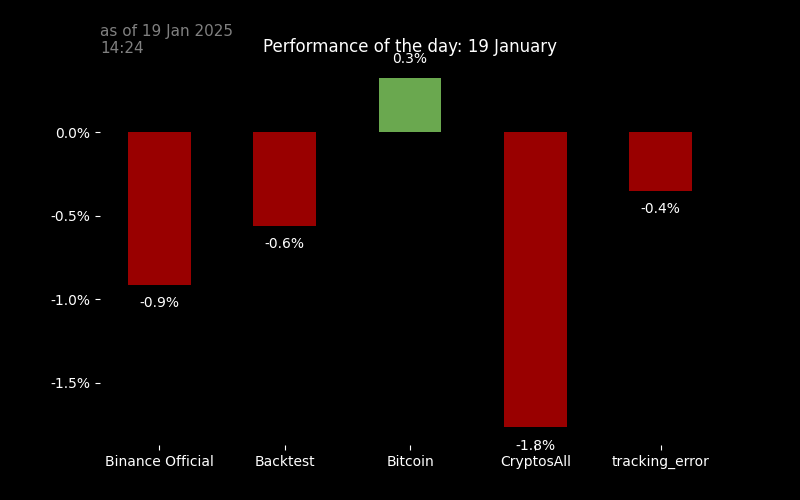 as of 19 Jan 2025
14:24
Performance of the day: 19 January
0.3%
0.0%
-0.5%
-1.0%
-1.5%
-0.9%
-0.6%
-1.8%
-0.4%
Binance Official
Backtest
Bitcoin
CryptosAll
tracking_error